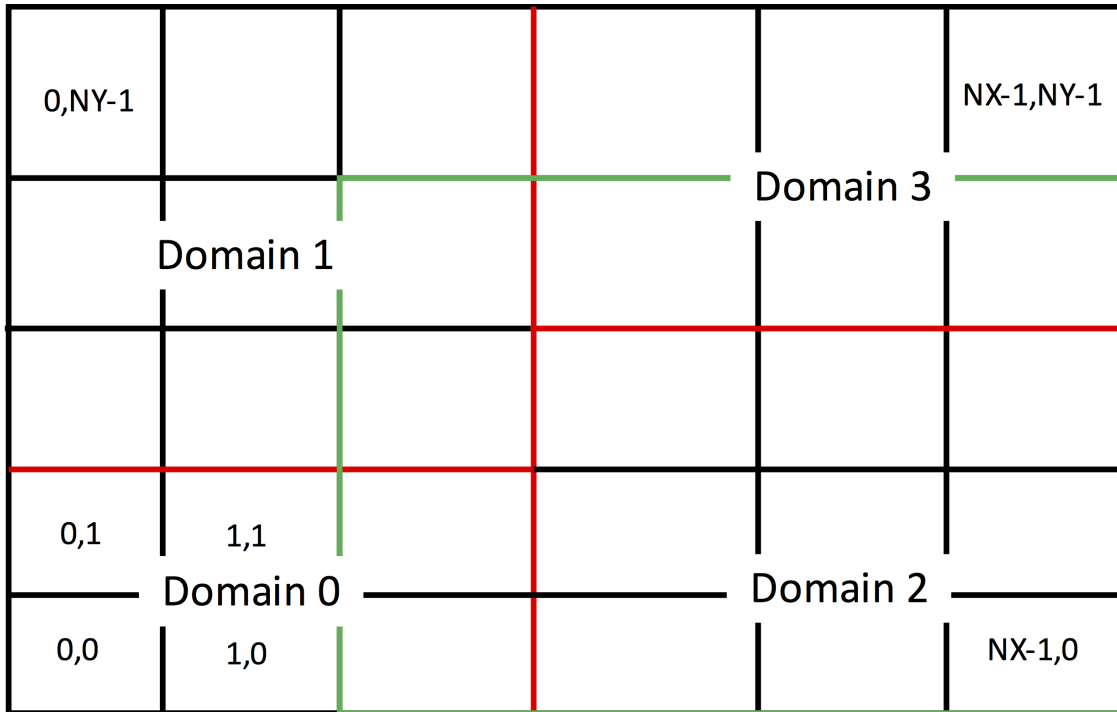 0,NY-1
NX-1,NY-1
Domain 3
Domain 1
0,1
1,1
Domain 0
Domain 2
0,0
1,0
NX-1,0